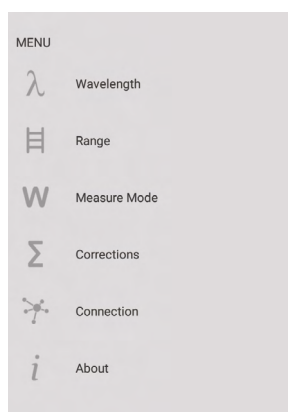 MENU
λ Wavelength
Range
W Measure Mode
Σ Corrections
Connection
i About